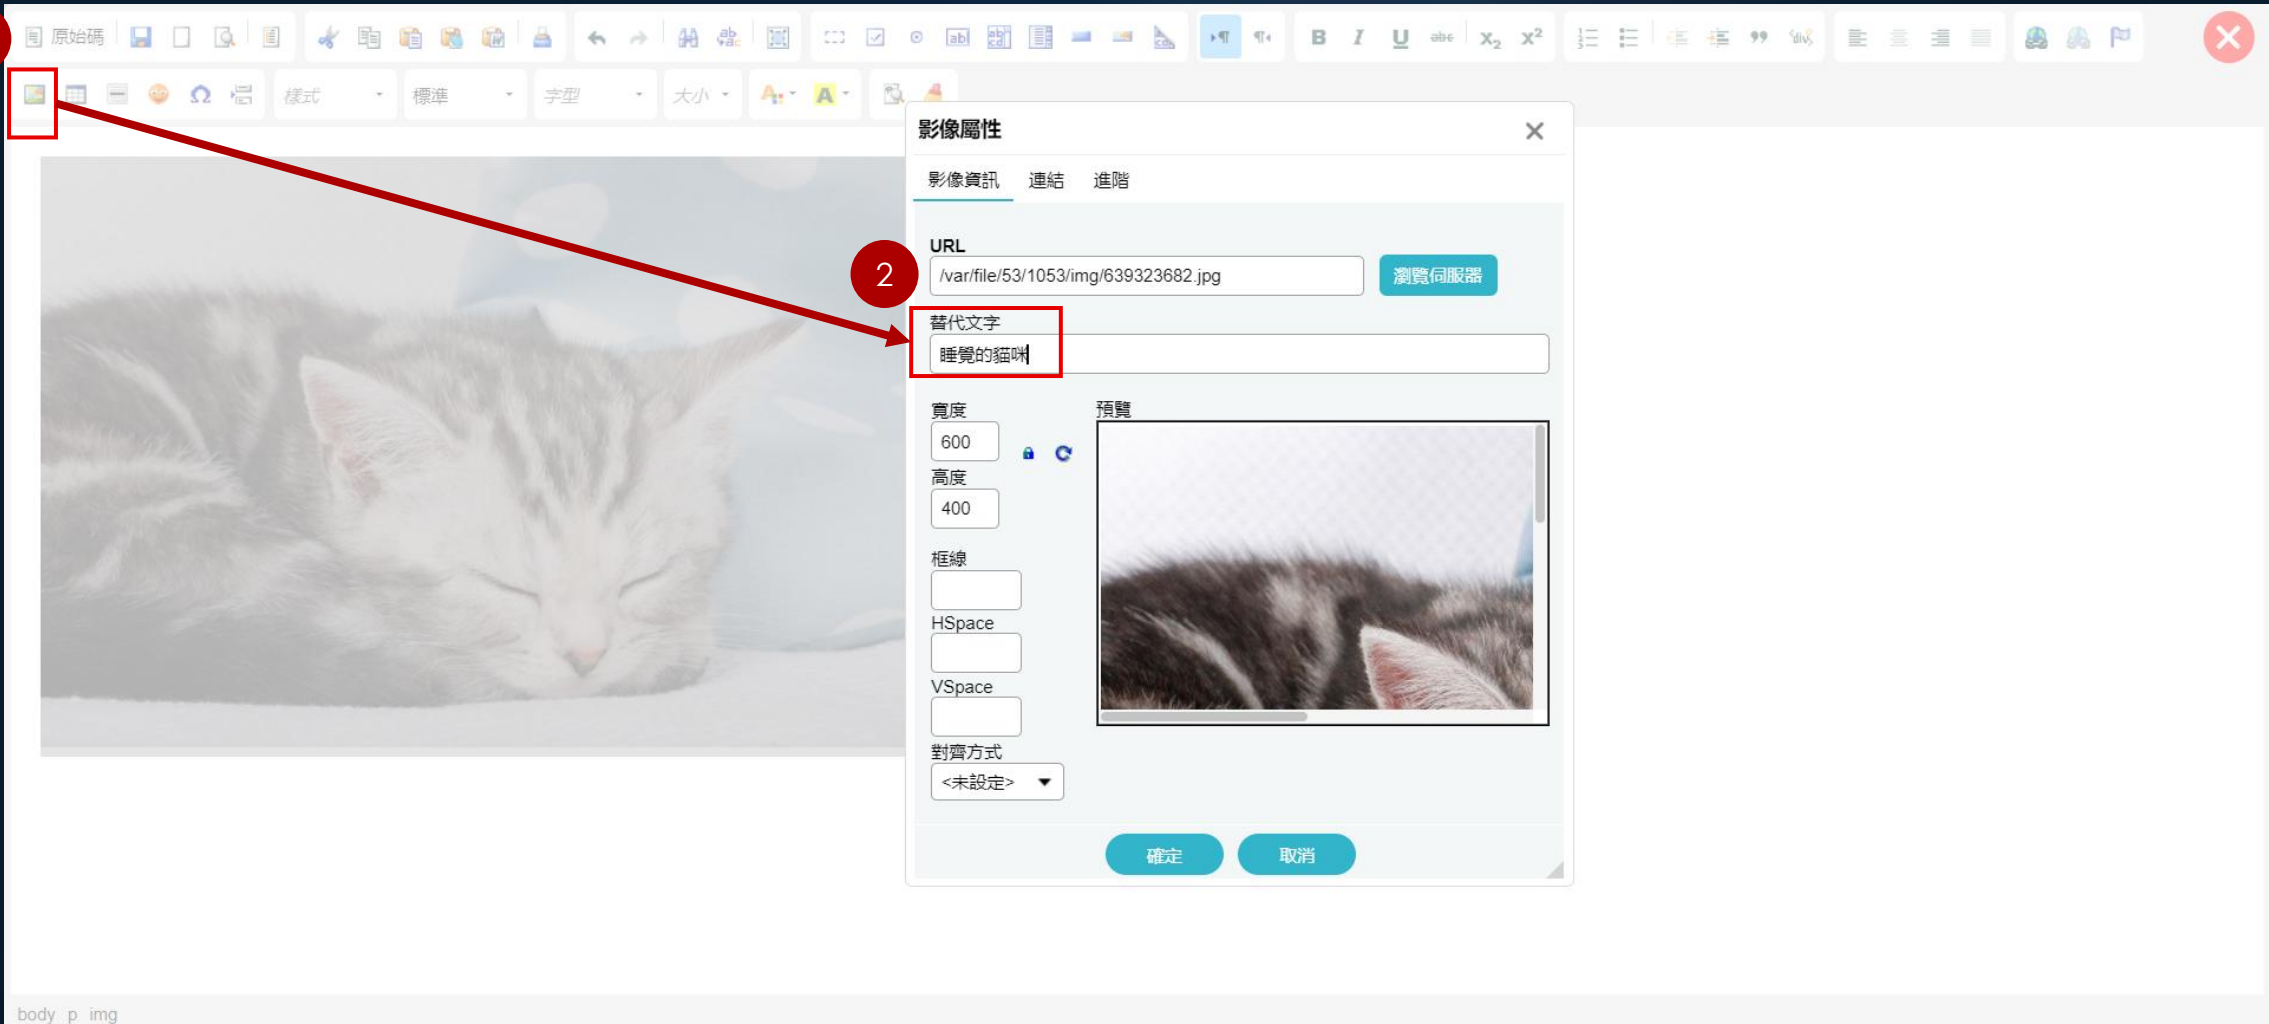 原始碼
B I U abc X₂ X²
樣式 標準 字型 大小
影像屬性
影像資訊 連結 進階
URL
2
/var/file/53/1053/img/639323682.jpg 瀏覽伺服器
替代文字
睡覺的貓咪
寬度 預覽
600
高度
400
框線
HSpace
VSpace
對齊方式
<未設定>
確定 取消
body p img